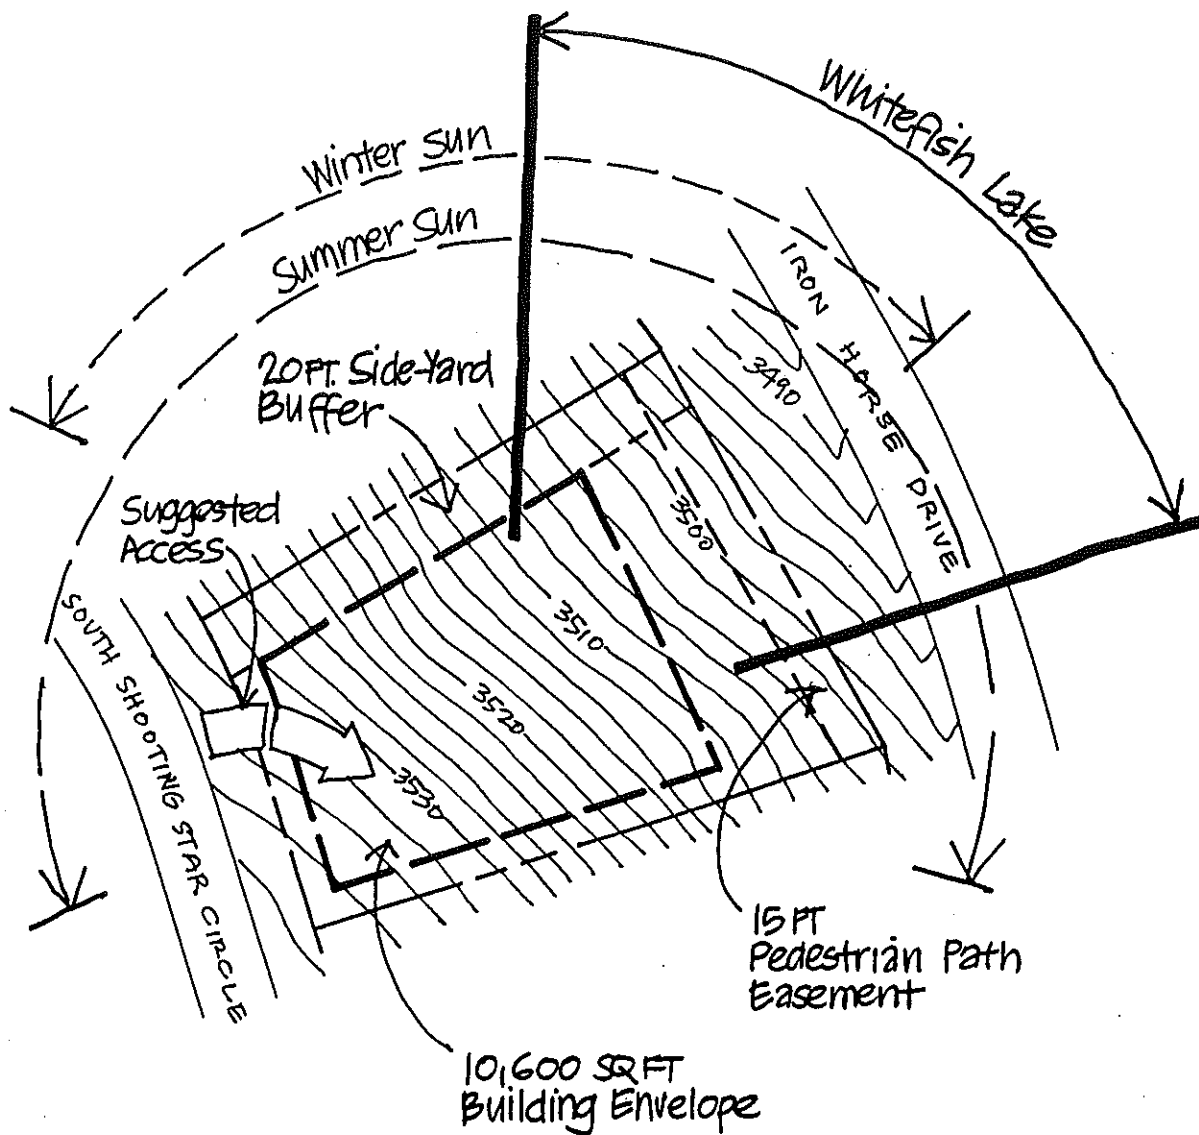 Whitefish Lake
Winter Sun
Summer Sun
IRON HORSE DRIVE
20 FT. Side-Yard
Buffer
3490
Suggested
Access
3500
SOUTH SHOOTING STAR CIRCLE
3510
3520
3530
15 FT
Pedestrian Path
Easement
10,600 SQ FT
Building Envelope